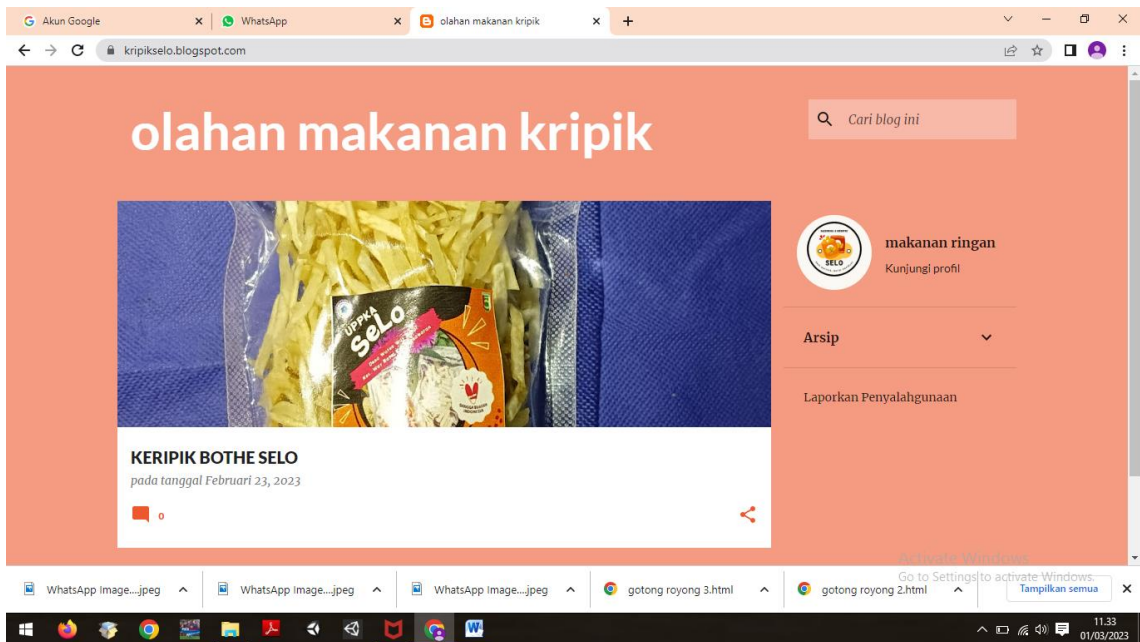 Akun Google
WhatsApp
olahan makanan kripik
kripikselo.blogspot.com
olahan makanan kripik
Cari blog ini
UPPKA
SeLo
KERIPIK BOTHE SELO
pada tanggal Februari 23, 2023
0
SELO
makanan ringan
Kunjungi profil
Arsip
Laporkan Penyalahgunaan
Activate Windows
Go to Settings to activate Windows.
WhatsApp Image....jpeg
WhatsApp Image....jpeg
WhatsApp Image....jpeg
gotong royong 3.html
gotong royong 2.html
Tampilkan semua
11.33
01/03/2023